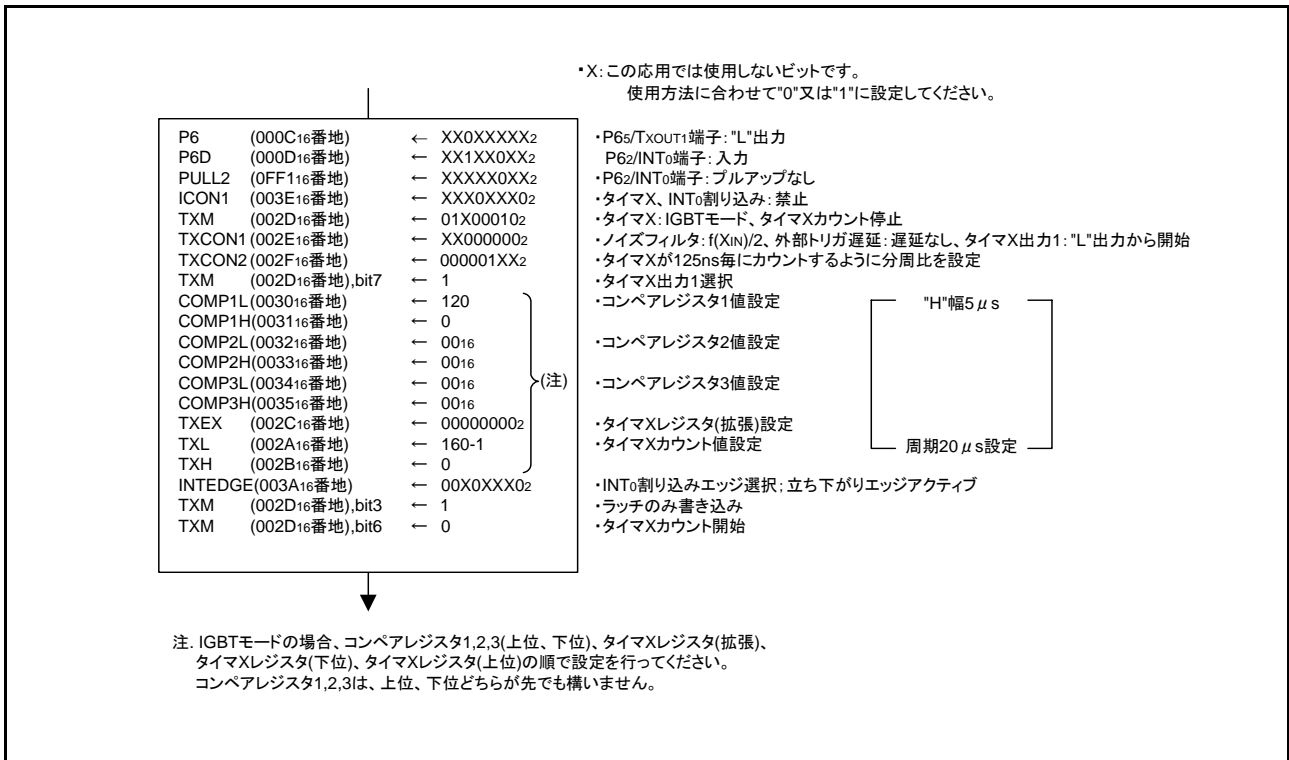 ・X：この応用では使用しないビットです。
使用方法に合わせて"0"又は"1"に設定してください。
P6 (000C16番地) ← XX0XXXXX2 ・P65/TXOUT1端子："L"出力
P6D (000D16番地) ← XX1XX0XX2 P62/INT0端子：入力
PULL2 (0FF116番地) ← XXXXX0XX2 ・P62/INT0端子：プルアップなし
ICON1 (003E16番地) ← XXX0XXX02 ・タイマX、INT0割り込み：禁止
TXM (002D16番地) ← 01X000102 ・タイマX：IGBTモード、タイマXカウント停止
TXCON1 (002E16番地) ← XX0000002 ・ノイズフィルタ：f(XIN)/2、外部トリガ遅延：遅延なし、タイマX出力1："L"出力から開始
TXCON2 (002F16番地) ← 000001XX2 ・タイマXが125ns毎にカウントするように分周比を設定
TXM (002D16番地),bit7 ← 1 ・タイマX出力1選択
COMP1L(003016番地) ← 120 ・コンペアレジスタ1値設定 "H"幅5μs
COMP1H(003116番地) ← 0
COMP2L(003216番地) ← 0016 ・コンペアレジスタ2値設定
COMP2H(003316番地) ← 0016
COMP3L(003416番地) ← 0016 (注) ・コンペアレジスタ3値設定
COMP3H(003516番地) ← 0016
TXEX (002C16番地) ← 000000002 ・タイマXレジスタ(拡張)設定
TXL (002A16番地) ← 160-1 ・タイマXカウント値設定 周期20μs設定
TXH (002B16番地) ← 0
INTEDGE(003A16番地) ← 00X0XXX02 ・INT0割り込みエッジ選択；立ち下がりエッジアクティブ
TXM (002D16番地),bit3 ← 1 ・ラッチのみ書き込み
TXM (002D16番地),bit6 ← 0 ・タイマXカウント開始
注. IGBTモードの場合、コンペアレジスタ1,2,3(上位、下位)、タイマXレジスタ(拡張)、
タイマXレジスタ(下位)、タイマXレジスタ(上位)の順で設定を行ってください。
コンペアレジスタ1,2,3は、上位、下位どちらが先でも構いません。